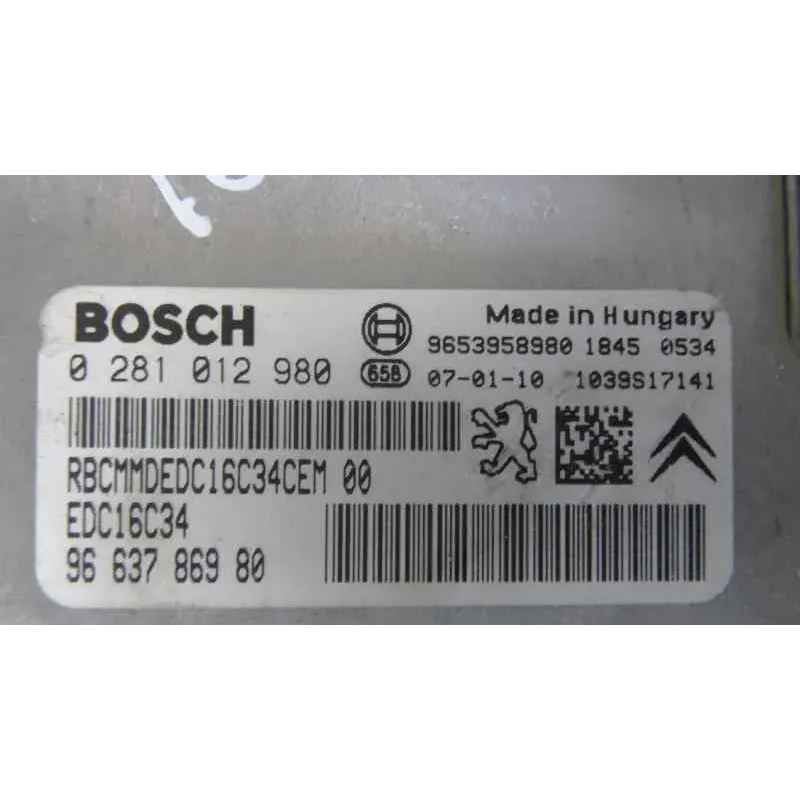 BOSCH
Made in Hungary
9653958980 1845 0534
0 281 012 980
658
07-01-10 1039S17141
RBCMMDEDC16C34CEM 00
EDC16C34
96 637 869 80